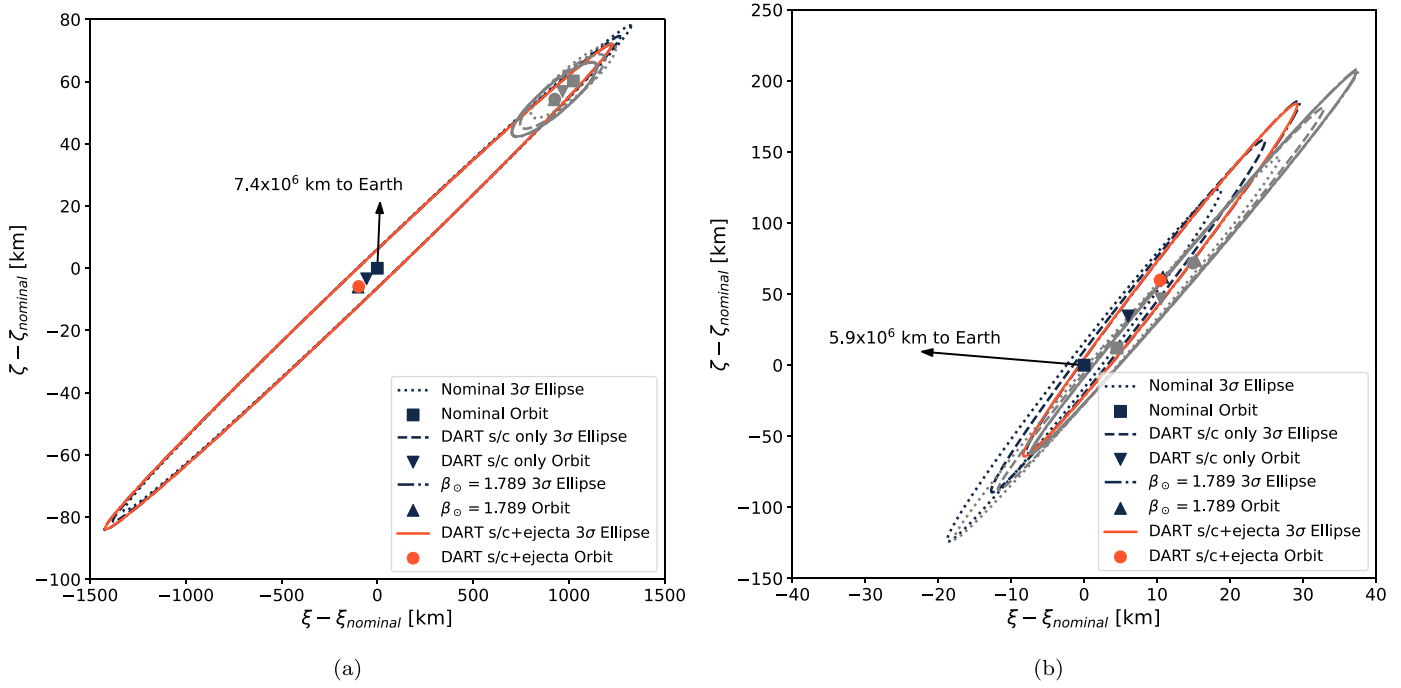 80
60
40
20
0
−20
−40
−60
−80
−100
ζ − ζnominal [km]
7.4x10⁶ km to Earth
Nominal 3σ Ellipse
Nominal Orbit
DART s/c only 3σ Ellipse
DART s/c only Orbit
β⊙ = 1.789 3σ Ellipse
β⊙ = 1.789 Orbit
DART s/c+ejecta 3σ Ellipse
DART s/c+ejecta Orbit
−1500 −1000 −500 0 500 1000 1500
ξ − ξnominal [km]
(a)
250
200
150
100
50
0
−50
−100
−150
ζ − ζnominal [km]
5.9x10⁶ km to Earth
Nominal 3σ Ellipse
Nominal Orbit
DART s/c only 3σ Ellipse
DART s/c only Orbit
β⊙ = 1.789 3σ Ellipse
β⊙ = 1.789 Orbit
DART s/c+ejecta 3σ Ellipse
DART s/c+ejecta Orbit
−40 −30 −20 −10 0 10 20 30 40
ξ − ξnominal [km]
(b)